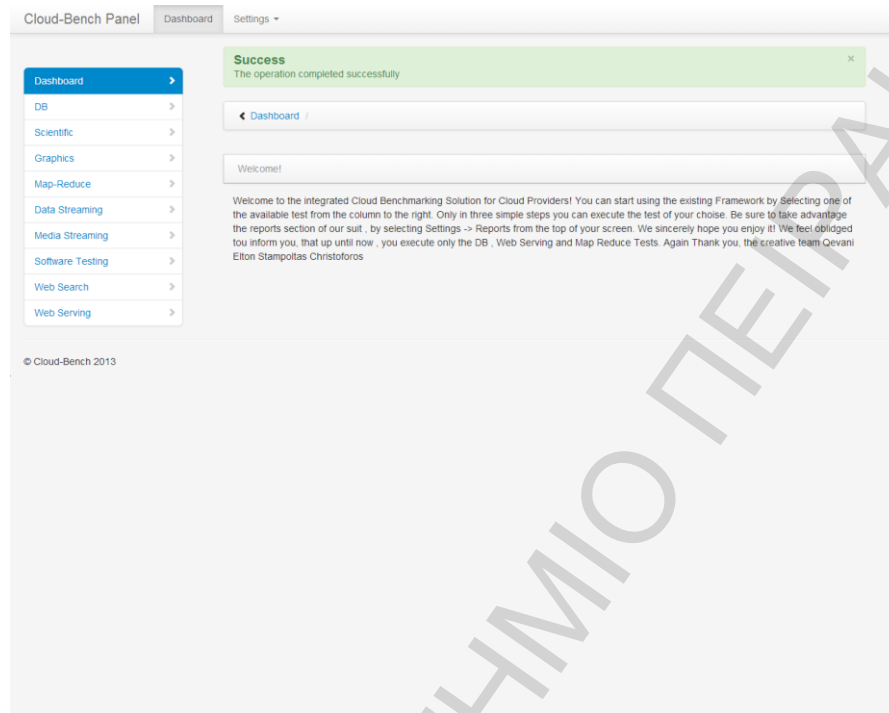 Cloud-Bench Panel Dashboard Settings
Success ×
The operation completed successfully
Dashboard
DB
Scientific
Graphics
Map-Reduce
Data Streaming
Media Streaming
Software Testing
Web Search
Web Serving
Dashboard /
Welcome!
Welcome to the integrated Cloud Benchmarking Solution for Cloud Providers! You can start using the existing Framework by Selecting one of
the available test from the column to the right. Only in three simple steps you can execute the test of your choise. Be sure to take advantage
the reports section of our suit , by selecting Settings -> Reports from the top of your screen. We sincerely hope you enjoy it! We feel oblidged
tou inform you, that up until now , you execute only the DB , Web Serving and Map Reduce Tests. Again Thank you, the creative team Qevani
Elton Stampoltas Christoforos
© Cloud-Bench 2013
ΗΜΙΟ ΠΕΙΡΑ